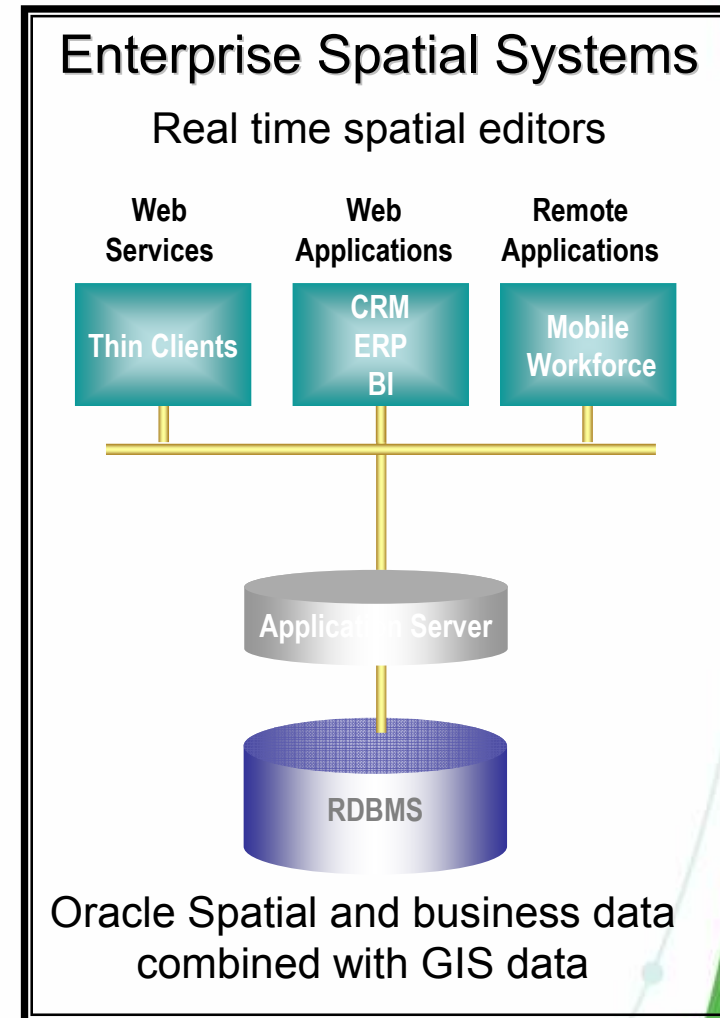 Enterprise Spatial Systems
Real time spatial editors
Web
Services
Web
Applications
Remote
Applications
Thin Clients
CRM
ERP
BI
Mobile
Workforce
Application Server
RDBMS
Oracle Spatial and business data
combined with GIS data